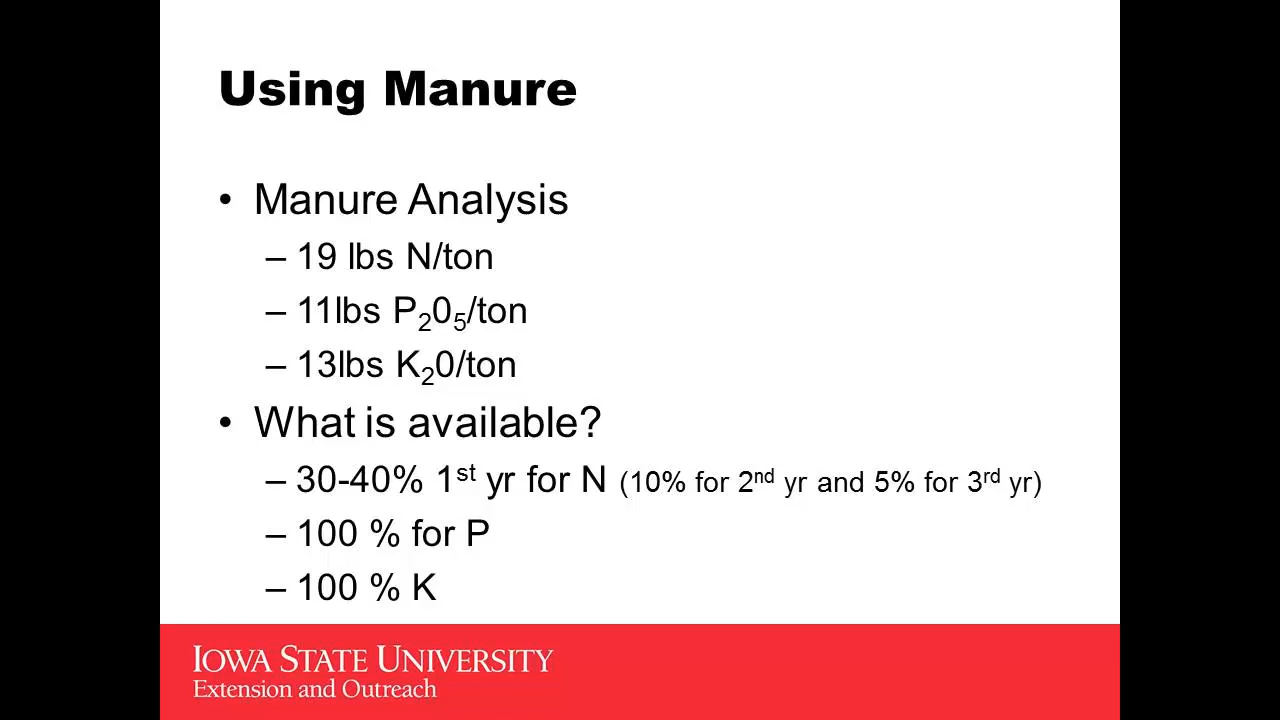 Using Manure
• Manure Analysis
– 19 lbs N/ton
– 11lbs P₂0₅/ton
– 13lbs K₂0/ton
• What is available?
– 30-40% 1ˢᵗ yr for N (10% for 2ⁿᵈ yr and 5% for 3ʳᵈ yr)
– 100 % for P
– 100 % K
IOWA STATE UNIVERSITY
Extension and Outreach